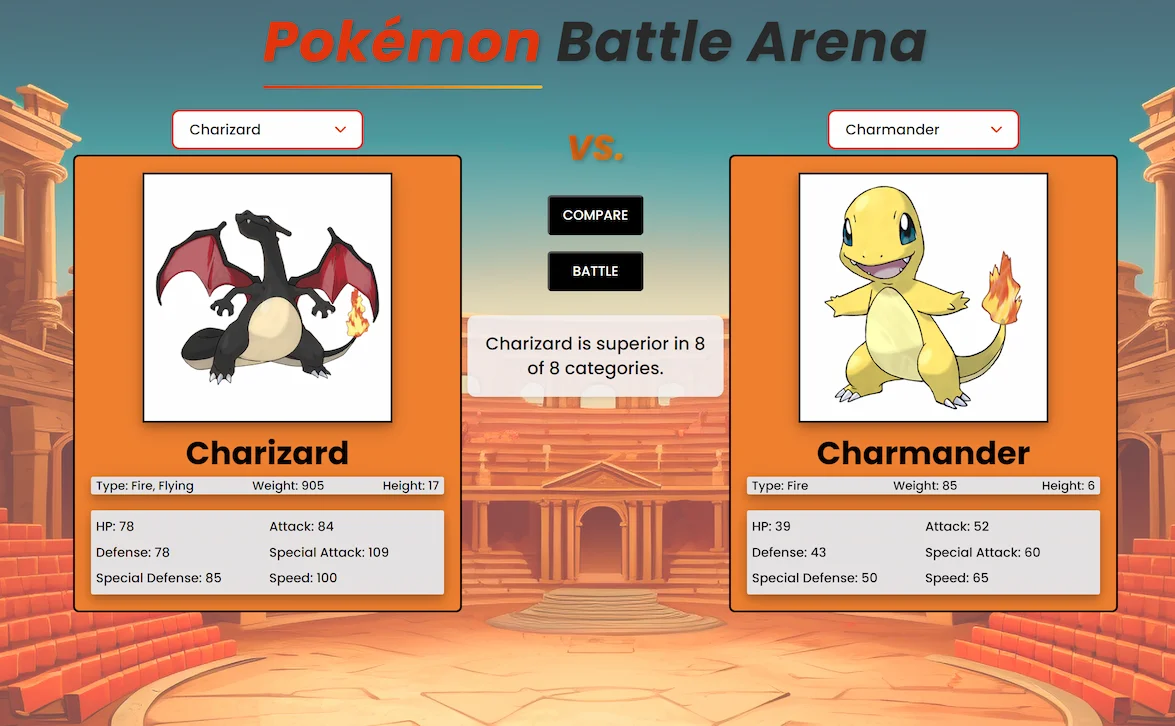 Pokémon Battle Arena
Charizard
Charmander
vs.
COMPARE
BATTLE
Charizard is superior in 8
of 8 categories.
Charizard
Type: Fire, Flying Weight: 905 Height: 17
HP: 78 Attack: 84
Defense: 78 Special Attack: 109
Special Defense: 85 Speed: 100
Charmander
Type: Fire Weight: 85 Height: 6
HP: 39 Attack: 52
Defense: 43 Special Attack: 60
Special Defense: 50 Speed: 65